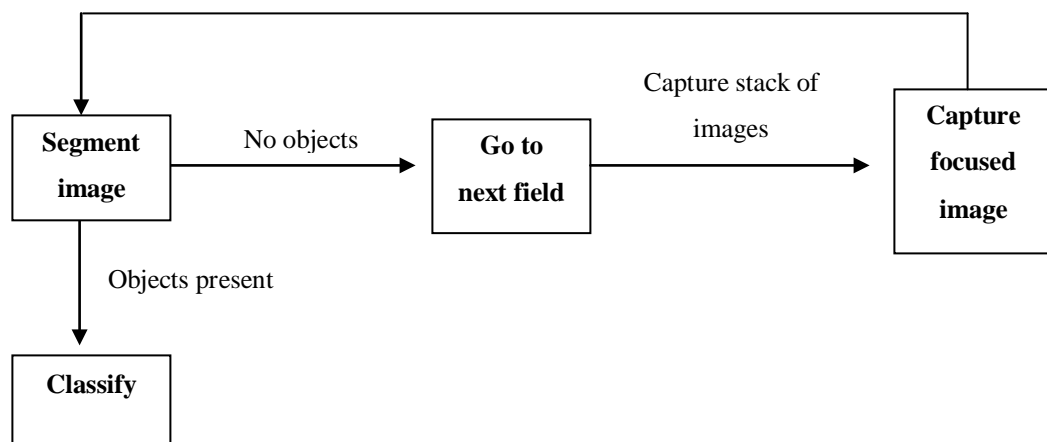 Segment
image
No objects
Go to
next field
Capture stack of
images
Capture
focused
image
Objects present
Classify